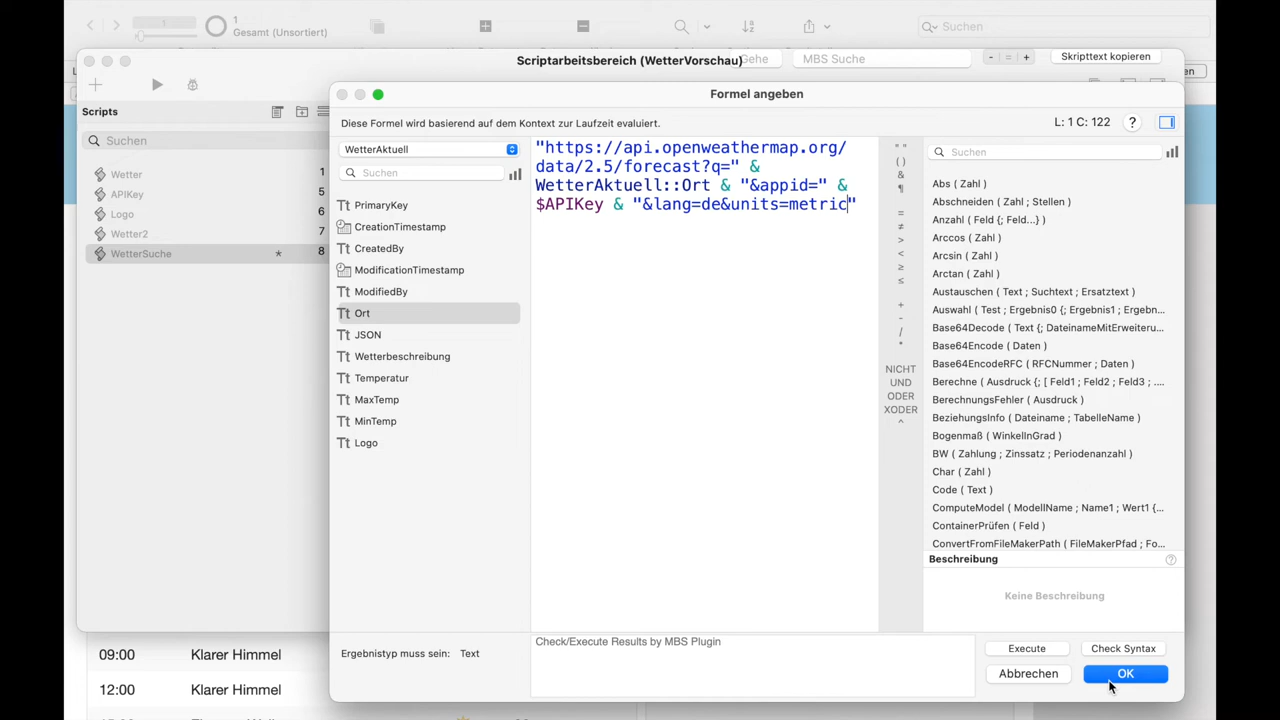 1
Gesamt (Unsortiert)
Suchen
Scriptarbeitsbereich (WetterVorschau)
Gehe
MBS Suche
- = +
Skripttext kopieren
en
Scripts
Suchen
Wetter 1
APIKey 5
Logo 6
Wetter2 7
WetterSuche * 8
Formel angeben
Diese Formel wird basierend auf dem Kontext zur Laufzeit evaluiert.
L: 1 C: 122
?
WetterAktuell
Suchen
PrimaryKey
CreationTimestamp
CreatedBy
ModificationTimestamp
ModifiedBy
Ort
JSON
Wetterbeschreibung
Temperatur
MaxTemp
MinTemp
Logo
"https://api.openweathermap.org/
data/2.5/forecast?q=" &
WetterAktuell::Ort & "&appid=" &
$APIKey & "&lang=de&units=metric"
" "
( )
&
¶
=
≠
>
<
≥
≤
+
-
/
*
NICHT
UND
ODER
XODER
^
Suchen
Abs ( Zahl )
Abschneiden ( Zahl ; Stellen )
Anzahl ( Feld {; Feld...} )
Arccos ( Zahl )
Arcsin ( Zahl )
Arctan ( Zahl )
Austauschen ( Text ; Suchtext ; Ersatztext )
Auswahl ( Test ; Ergebnis0 {; Ergebnis1 ; Ergebn...
Base64Decode ( Text {; DateinameMitErweiteru...
Base64Encode ( Daten )
Base64EncodeRFC ( RFCNummer ; Daten )
Berechne ( Ausdruck {; [ Feld1 ; Feld2 ; Feld3 ; ....
BerechnungsFehler ( Ausdruck )
BeziehungsInfo ( Dateiname ; TabelleName )
Bogenmaß ( WinkelInGrad )
BW ( Zahlung ; Zinssatz ; Periodenanzahl )
Char ( Zahl )
Code ( Text )
ComputeModel ( ModellName ; Name1 ; Wert1 {...
ContainerPrüfen ( Feld )
ConvertFromFileMakerPath ( FileMakerPfad ; Fo...
Beschreibung
?
Keine Beschreibung
Ergebnistyp muss sein: Text
Check/Execute Results by MBS Plugin
Execute
Check Syntax
Abbrechen
OK
09:00 Klarer Himmel
12:00 Klarer Himmel